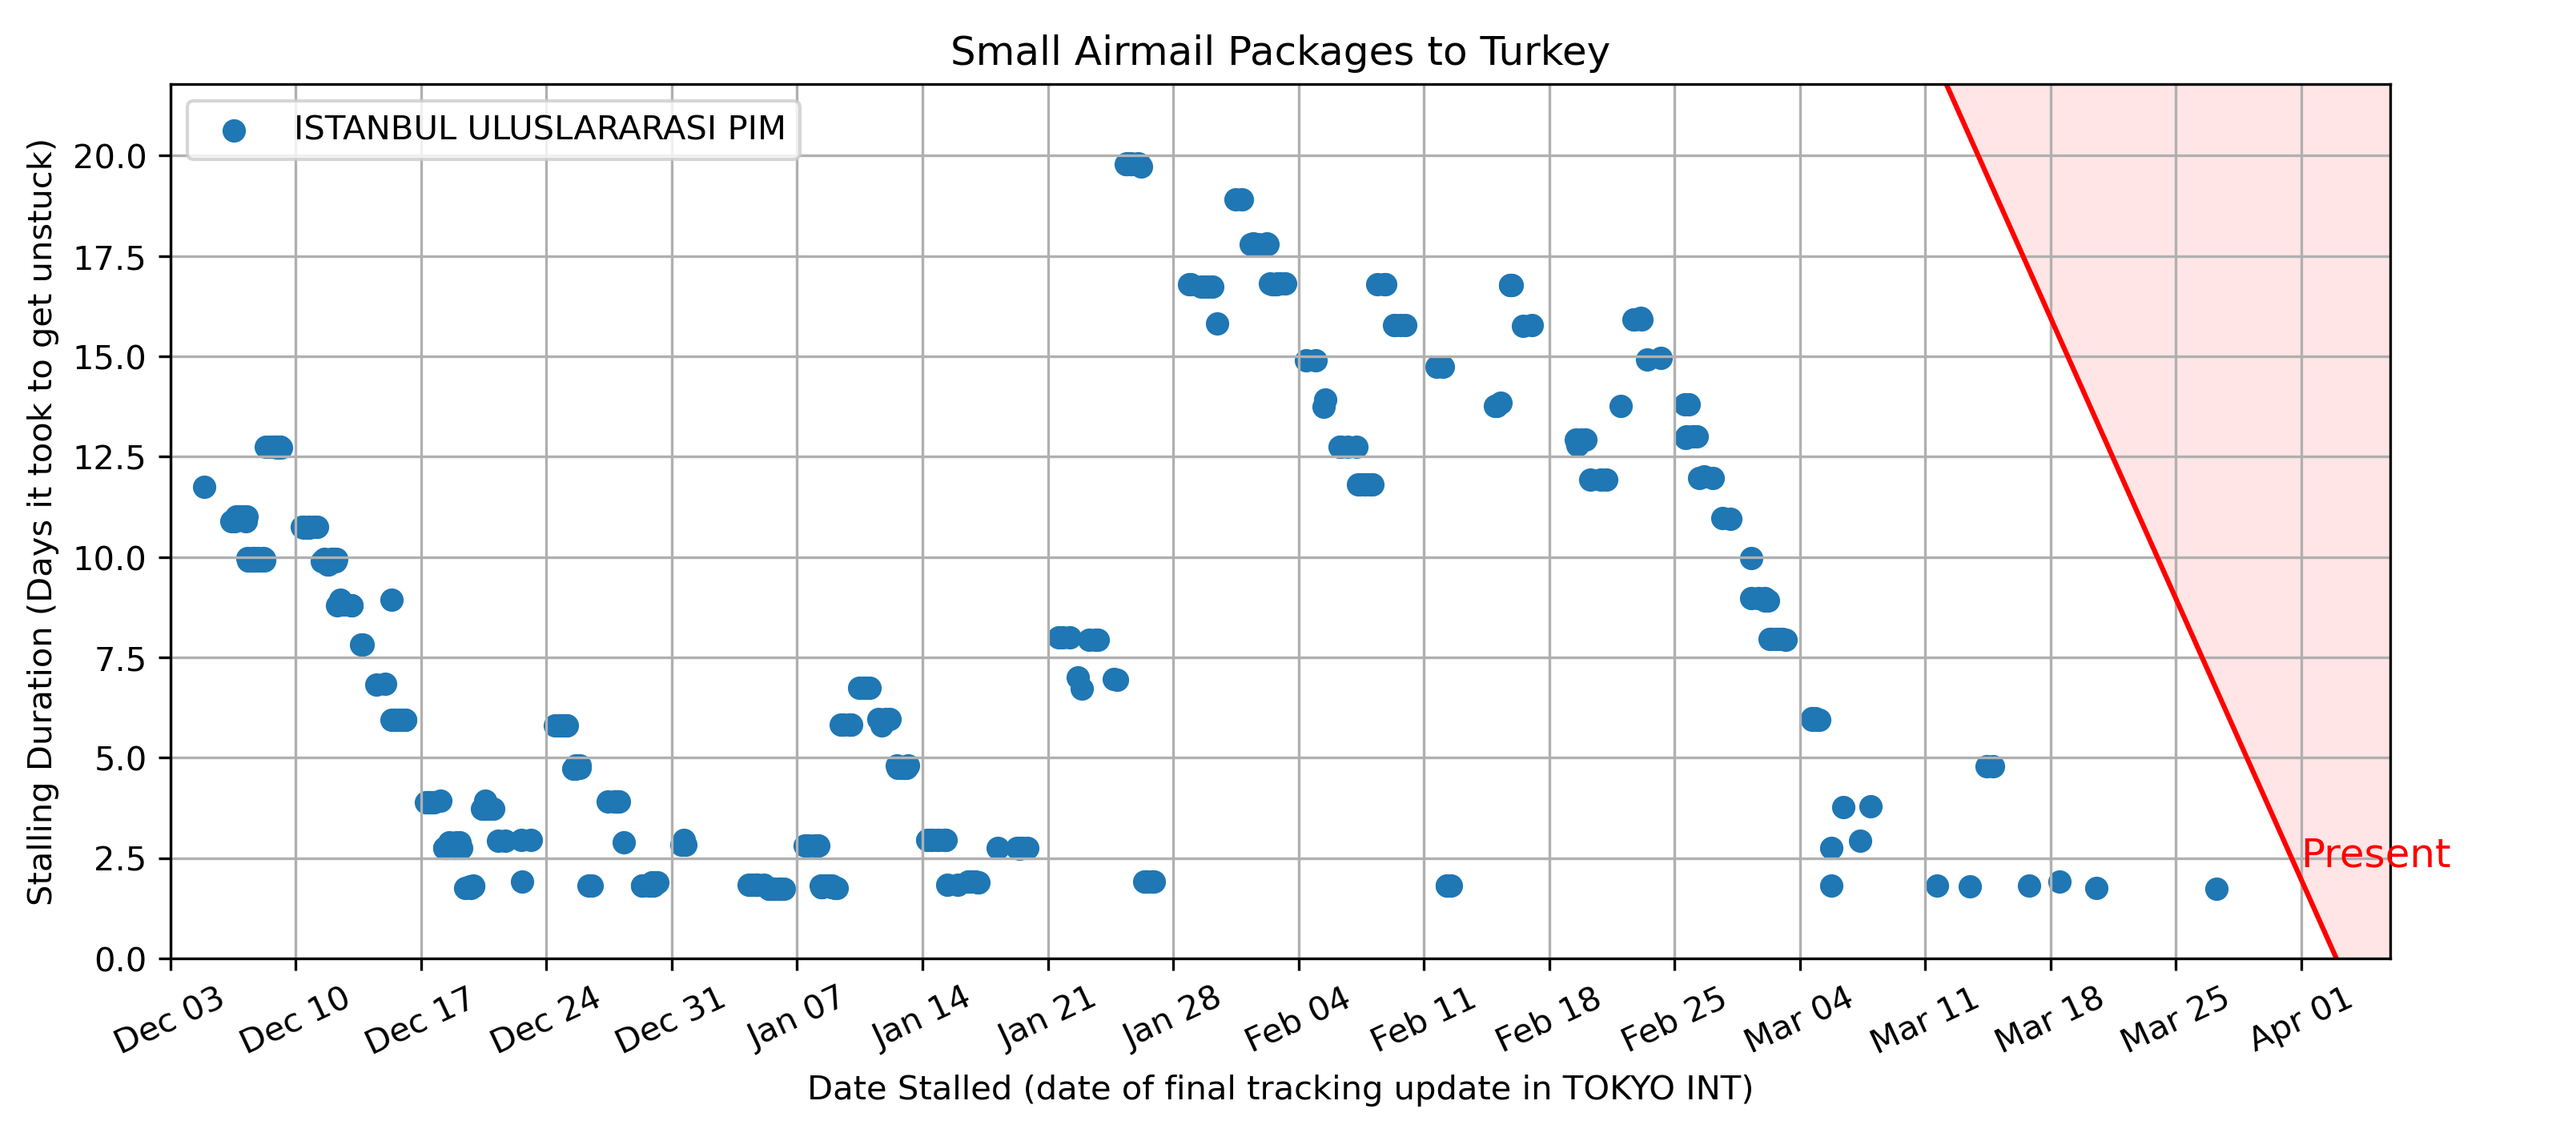 Small Airmail Packages to Turkey
ISTANBUL ULUSLARARASI PIM
Stalling Duration (Days it took to get unstuck)
20.0
17.5
15.0
12.5
10.0
7.5
5.0
2.5
0.0
Present
Dec 03
Dec 10
Dec 17
Dec 24
Dec 31
Jan 07
Jan 14
Jan 21
Jan 28
Feb 04
Feb 11
Feb 18
Feb 25
Mar 04
Mar 11
Mar 18
Mar 25
Apr 01
Date Stalled (date of final tracking update in TOKYO INT)